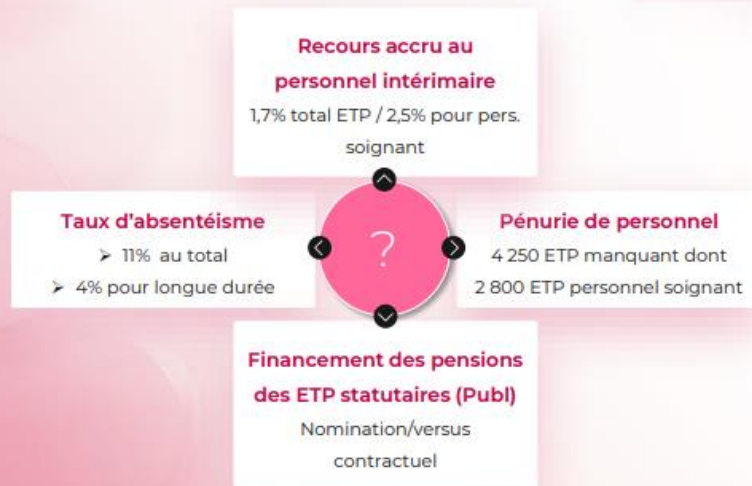 Recours accru au
personnel intérimaire
1,7% total ETP / 2,5% pour pers.
soignant
Taux d'absentéisme
➢ 11% au total
➢ 4% pour longue durée
?
Pénurie de personnel
4 250 ETP manquant dont
2 800 ETP personnel soignant
Financement des pensions
des ETP statutaires (Publ)
Nomination/versus
contractuel